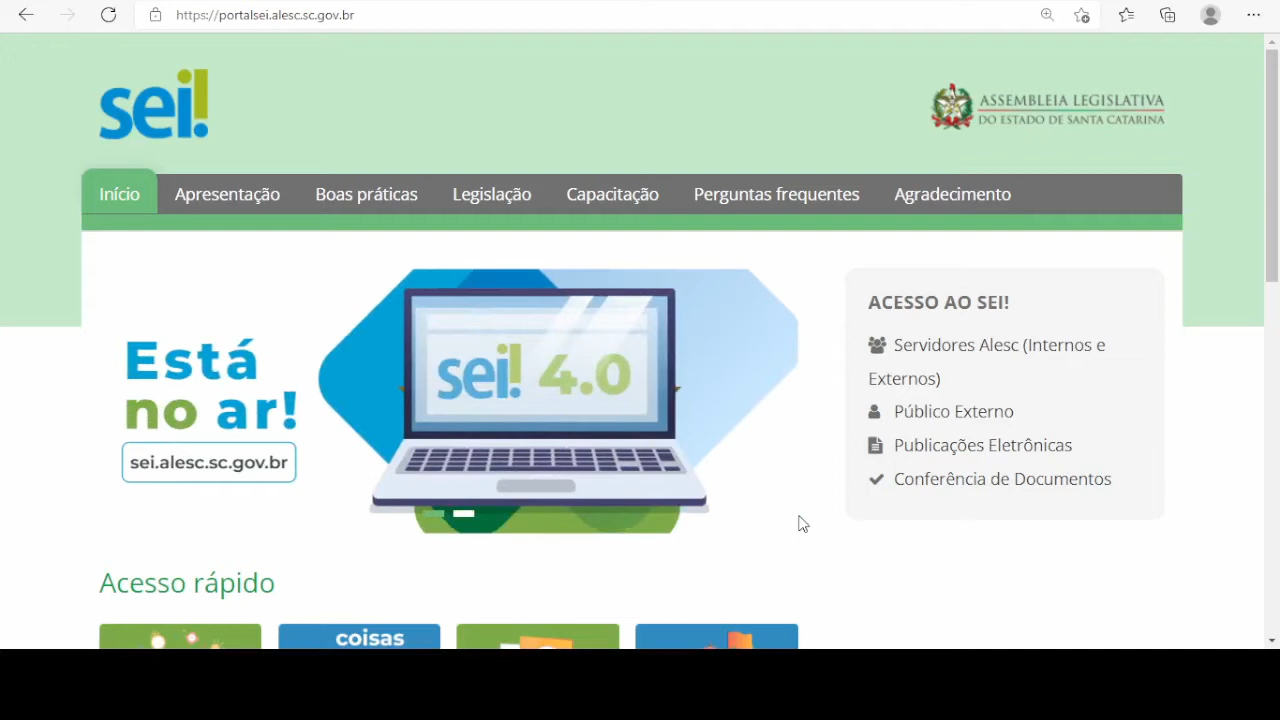 https://portalsei.alesc.sc.gov.br
sei!
ASSEMBLEIA LEGISLATIVA
DO ESTADO DE SANTA CATARINA
Início Apresentação Boas práticas Legislação Capacitação Perguntas frequentes Agradecimento
Está
no ar!
sei.alesc.sc.gov.br
sei! 4.0
ACESSO AO SEI!
Servidores Alesc (Internos e
Externos)
Público Externo
Publicações Eletrônicas
Conferência de Documentos
Acesso rápido
coisas